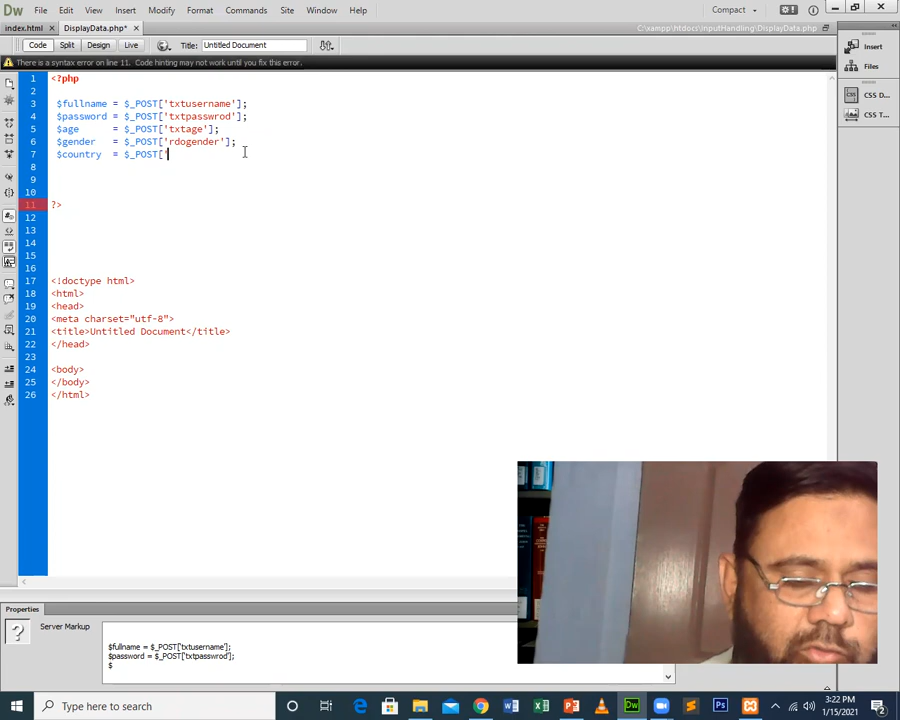 Dw File Edit View Insert Modify Format Commands Site Window Help Compact
index.html × DisplayData.php* × C:\xampp\htdocs\InputHandling\DisplayData.php
Code Split Design Live Title: Untitled Document Insert
There is a syntax error on line 11. Code hinting may not work until you fix this error. Files
1 <?php
2
3 $fullname = $_POST['txtusername'];
4 $password = $_POST['txtpasswrod'];
5 $age = $_POST['txtage'];
6 $gender = $_POST['rdogender'];
7 $country = $_POST['
8
9
10
11 ?>
12
13
14
15
16
17 <!doctype html>
18 <html>
19 <head>
20 <meta charset="utf-8">
21 <title>Untitled Document</title>
22 </head>
23
24 <body>
25 </body>
26 </html>
CSS D...
CSS T...
Properties
Server Markup
$fullname = $_POST['txtusername'];
$password = $_POST['txtpasswrod'];
$
Type here to search
3:22 PM
1/15/2021
2